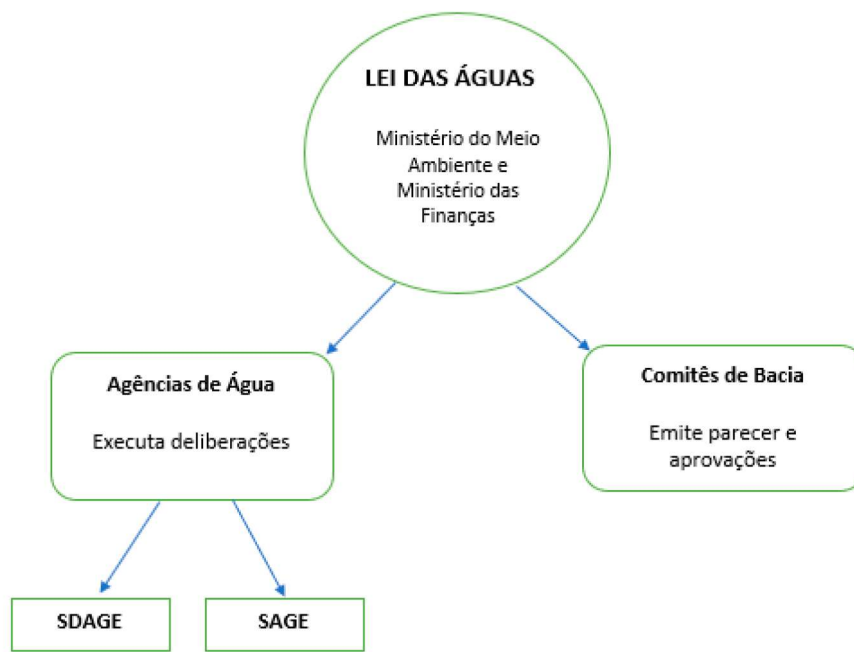 LEI DAS ÁGUAS
Ministério do Meio
Ambiente e
Ministério das
Finanças
Agências de Água
Executa deliberações
Comitês de Bacia
Emite parecer e
aprovações
SDAGE
SAGE